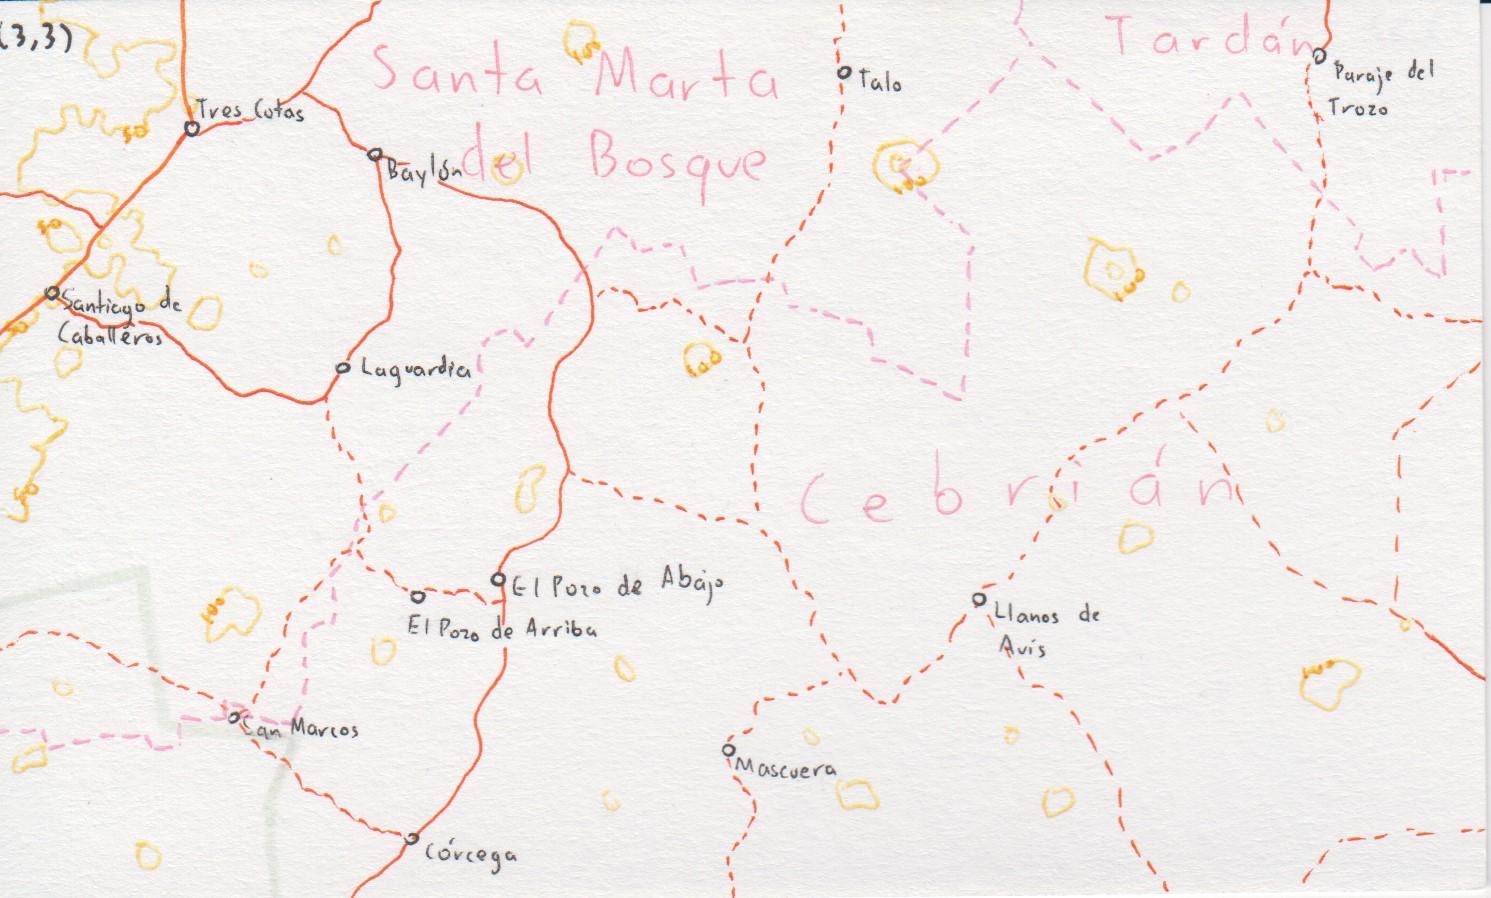 (3,3)
Tardán
Santa Marta
del Bosque
Talo
Paraje del
Trozo
Tres Cotas
50
100
Baylón
100
50
100
Santiago de
Caballeros
50
Laguardia
100
50
Cebrián
El Pozo de Abajo
El Pozo de Arriba
100
Llanos de
Avís
100
San Marcos
Mascuera
Córcega